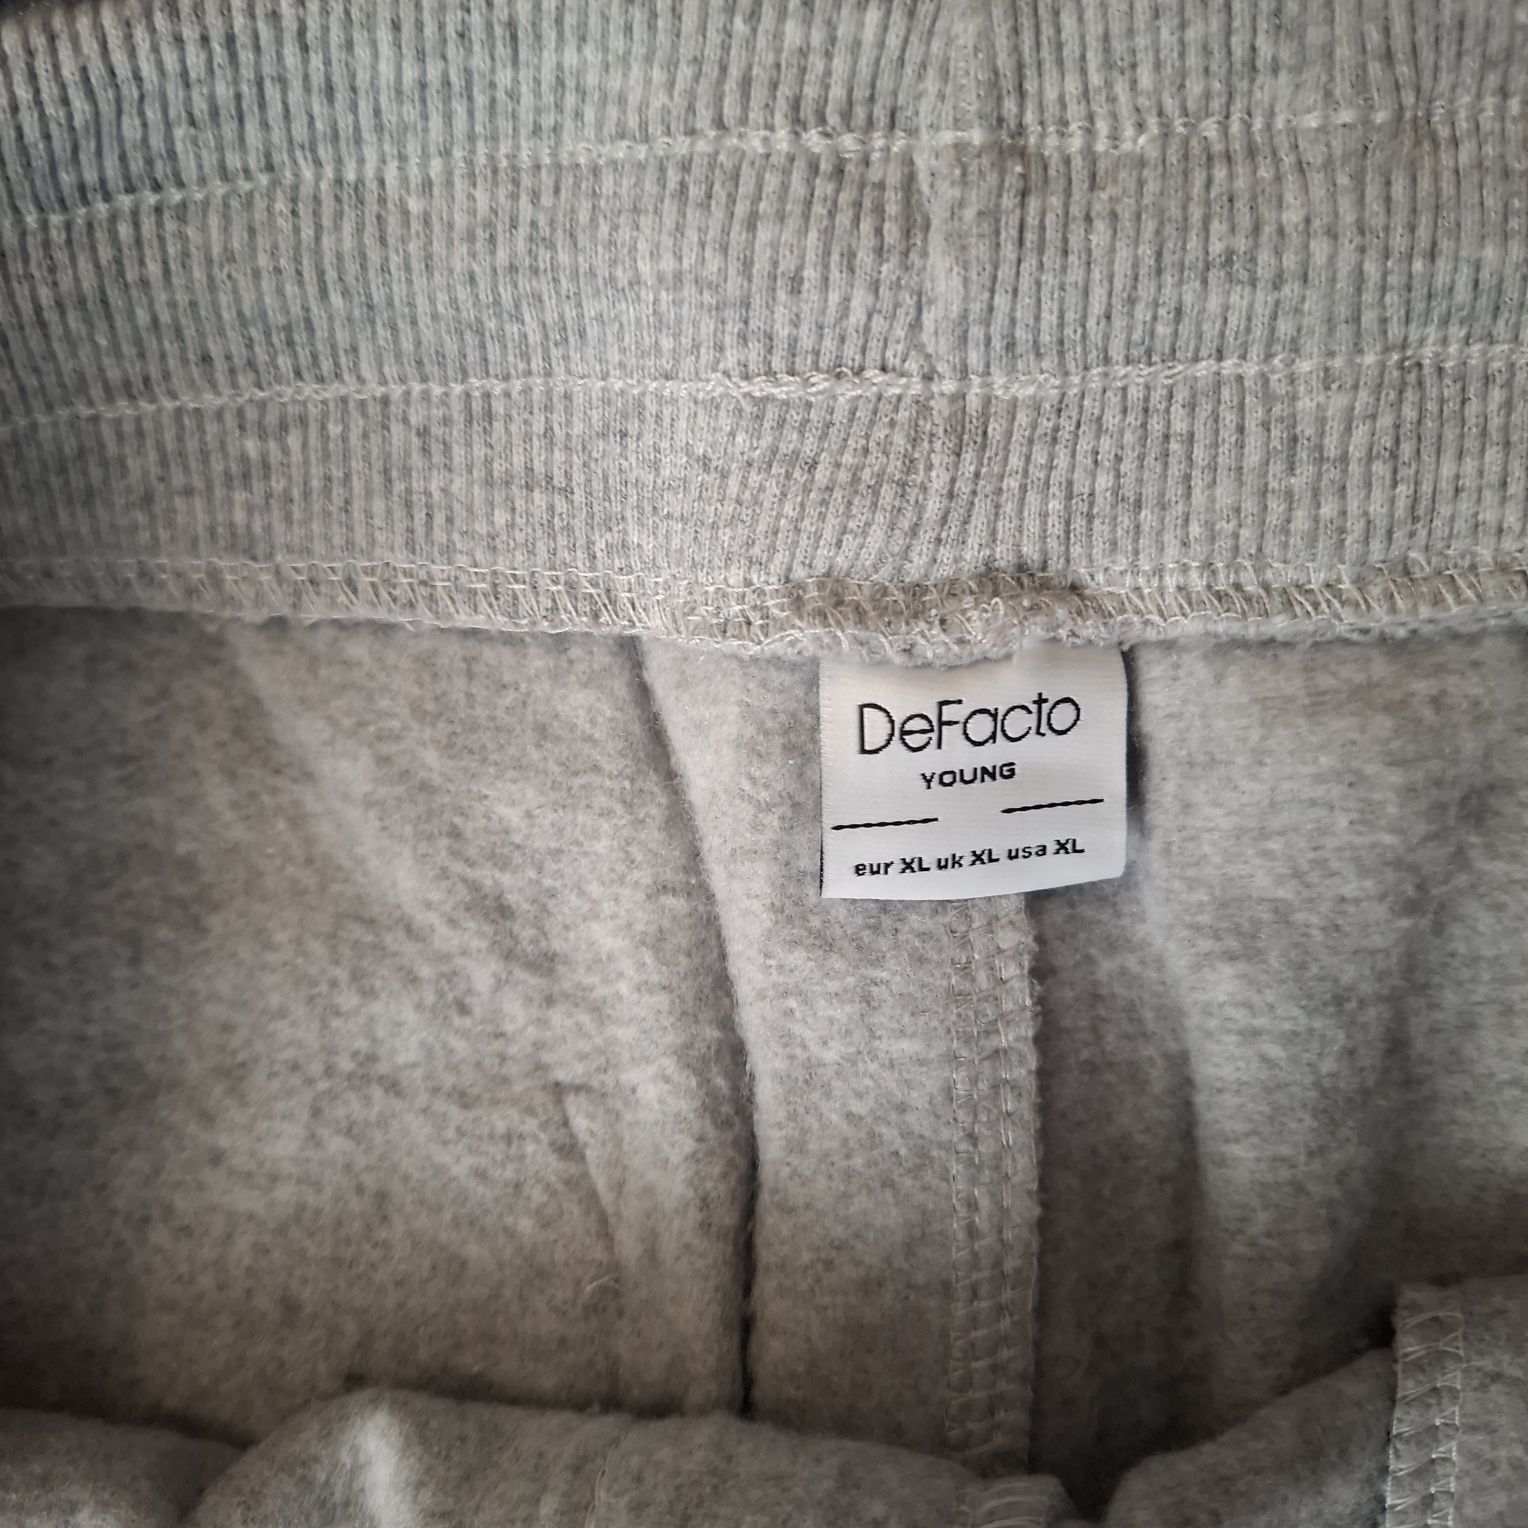 DeFacto
YOUNG
eur XL uk XL usa XL